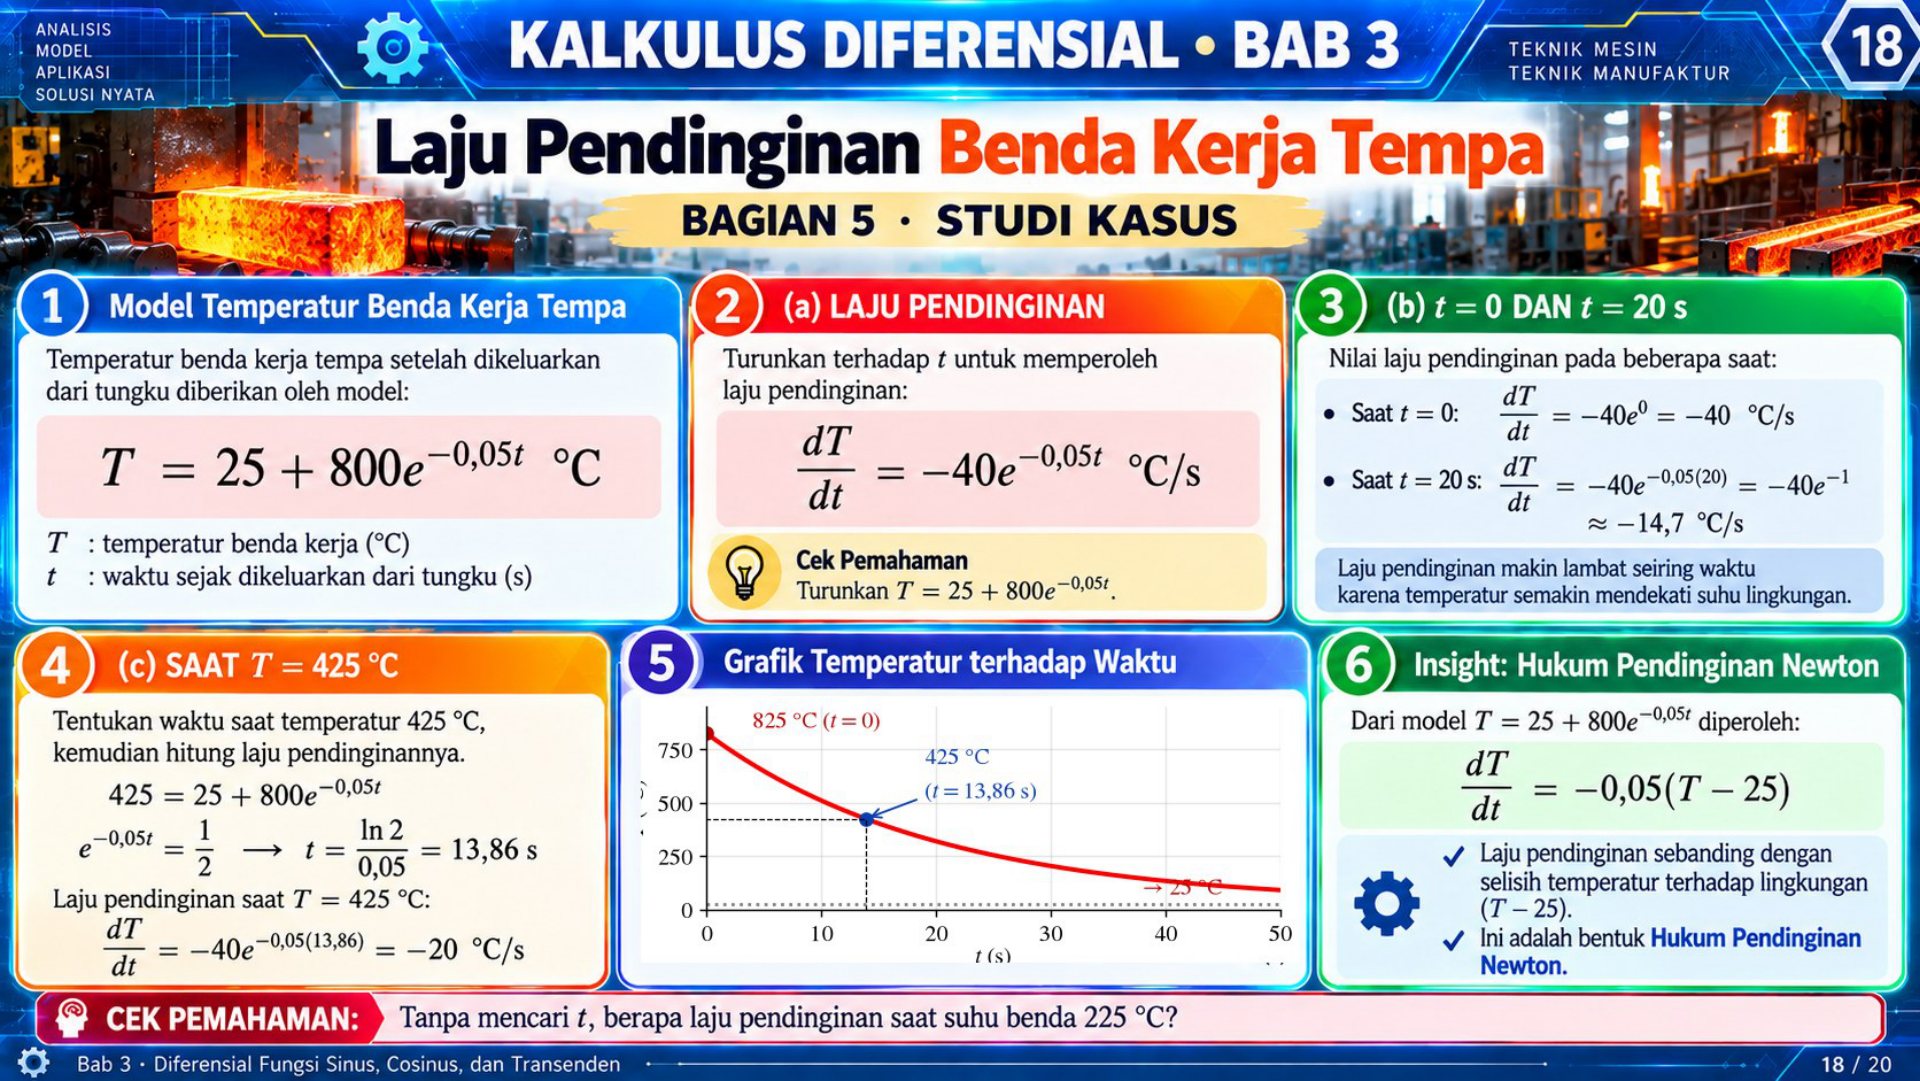 ANALISIS
MODEL
APLIKASI
SOLUSI NYATA
KALKULUS DIFERENSIAL • BAB 3
TEKNIK MESIN
TEKNIK MANUFAKTUR
18
Laju Pendinginan Benda Kerja Tempa
BAGIAN 5 · STUDI KASUS
1 Model Temperatur Benda Kerja Tempa
Temperatur benda kerja tempa setelah dikeluarkan
dari tungku diberikan oleh model:
T = 25 + 800e^{−0,05t} °C
T : temperatur benda kerja (°C)
t : waktu sejak dikeluarkan dari tungku (s)
2 (a) LAJU PENDINGINAN
Turunkan terhadap t untuk memperoleh
laju pendinginan:
dT/dt = −40e^{−0,05t} °C/s
Cek Pemahaman
Turunkan T = 25 + 800e^{−0,05t}.
3 (b) t = 0 DAN t = 20 s
Nilai laju pendinginan pada beberapa saat:
• Saat t = 0: dT/dt = −40e^0 = −40 °C/s
• Saat t = 20 s: dT/dt = −40e^{−0,05(20)} = −40e^{−1}
≈ −14,7 °C/s
Laju pendinginan makin lambat seiring waktu
karena temperatur semakin mendekati suhu lingkungan.
4 (c) SAAT T = 425 °C
Tentukan waktu saat temperatur 425 °C,
kemudian hitung laju pendinginannya.
425 = 25 + 800e^{−0,05t}
e^{−0,05t} = 1/2 → t = ln 2/0,05 = 13,86 s
Laju pendinginan saat T = 425 °C:
dT/dt = −40e^{−0,05(13,86)} = −20 °C/s
5 Grafik Temperatur terhadap Waktu
825 °C (t = 0)
425 °C
(t = 13,86 s)
→ 25 °C
750
500
250
0
0 10 20 30 40 50
t (s)
6 Insight: Hukum Pendinginan Newton
Dari model T = 25 + 800e^{−0,05t} diperoleh:
dT/dt = −0,05(T − 25)
✓ Laju pendinginan sebanding dengan
selisih temperatur terhadap lingkungan
(T − 25).
✓ Ini adalah bentuk Hukum Pendinginan
Newton.
CEK PEMAHAMAN: Tanpa mencari t, berapa laju pendinginan saat suhu benda 225 °C?
Bab 3 · Diferensial Fungsi Sinus, Cosinus, dan Transenden
18 / 20